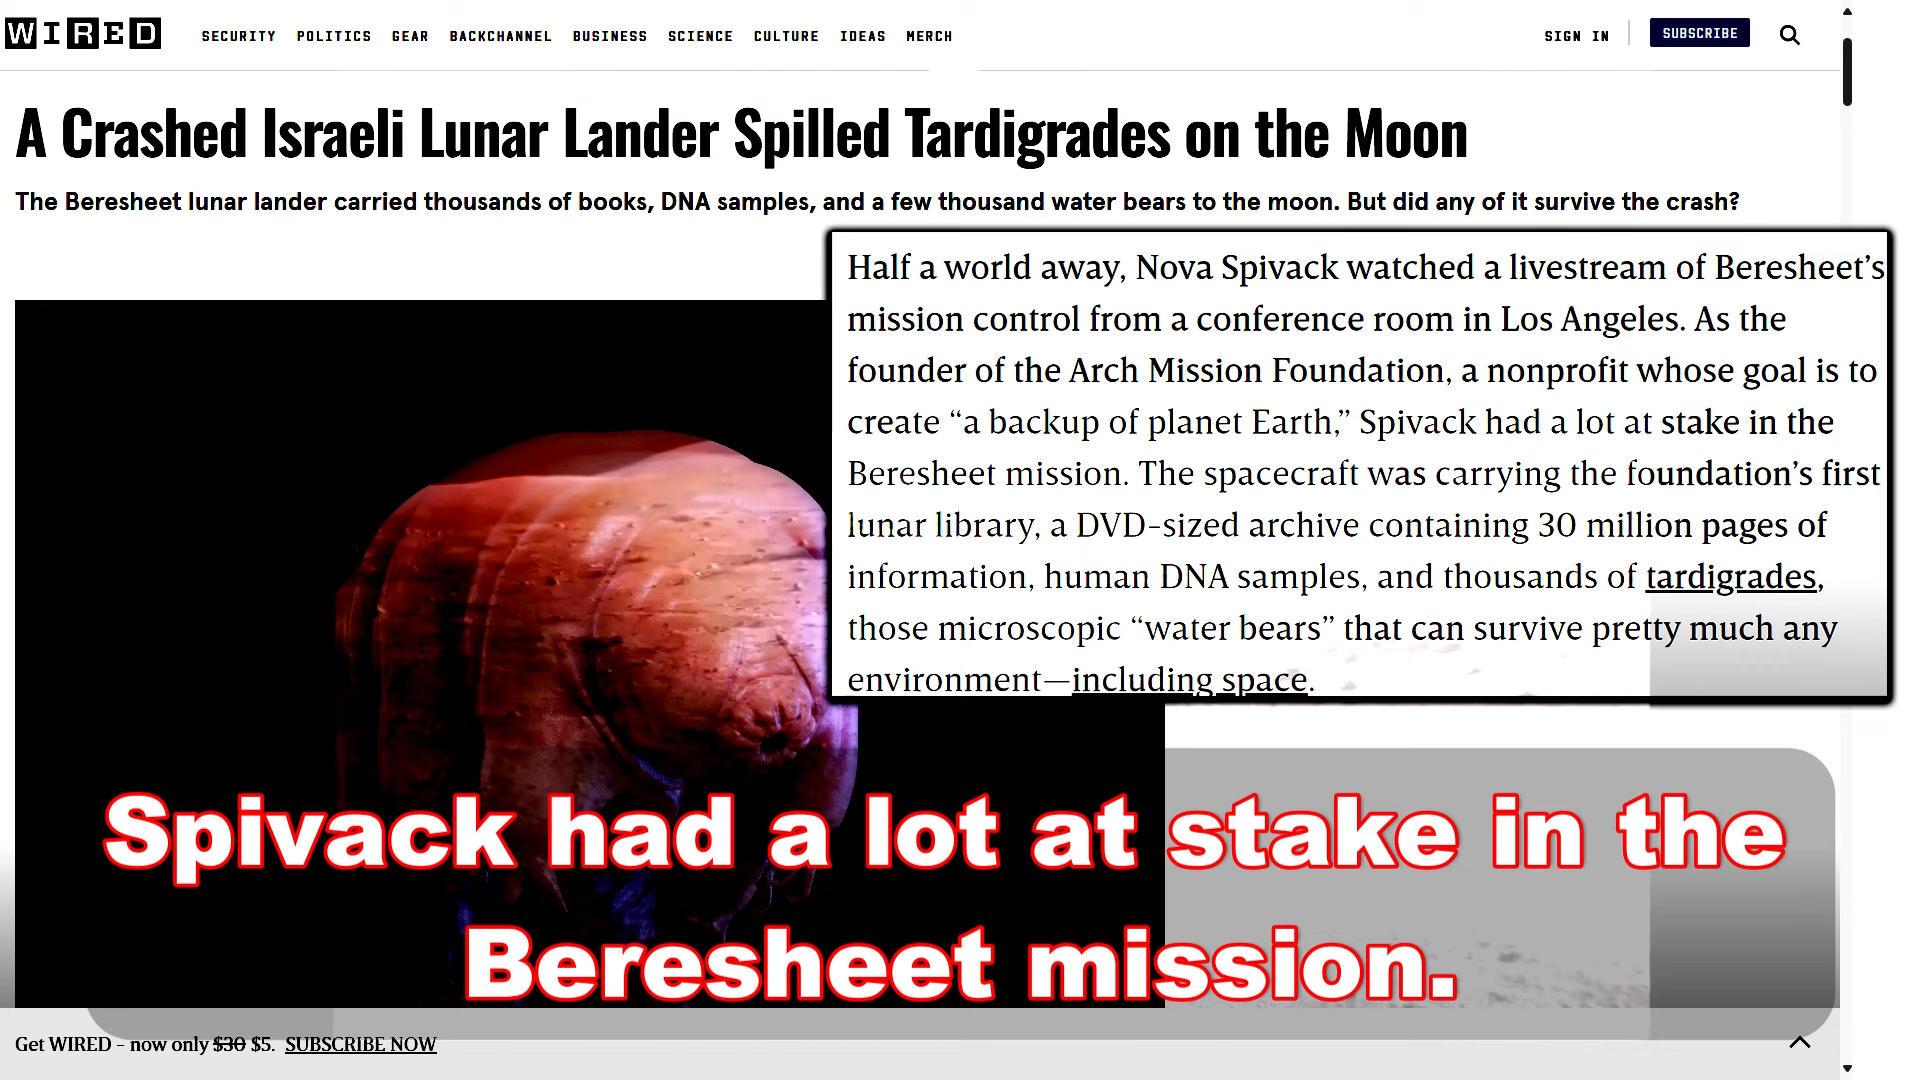 WIRED
SECURITY POLITICS GEAR BACKCHANNEL BUSINESS SCIENCE CULTURE IDEAS MERCH
SIGN IN
SUBSCRIBE
A Crashed Israeli Lunar Lander Spilled Tardigrades on the Moon
The Beresheet lunar lander carried thousands of books, DNA samples, and a few thousand water bears to the moon. But did any of it survive the crash?
Half a world away, Nova Spivack watched a livestream of Beresheet’s
mission control from a conference room in Los Angeles. As the
founder of the Arch Mission Foundation, a nonprofit whose goal is to
create “a backup of planet Earth,” Spivack had a lot at stake in the
Beresheet mission. The spacecraft was carrying the foundation’s first
lunar library, a DVD-sized archive containing 30 million pages of
information, human DNA samples, and thousands of tardigrades,
those microscopic “water bears” that can survive pretty much any
environment—including space.
Spivack had a lot at stake in the
Beresheet mission.
Get WIRED - now only $30 $5. SUBSCRIBE NOW